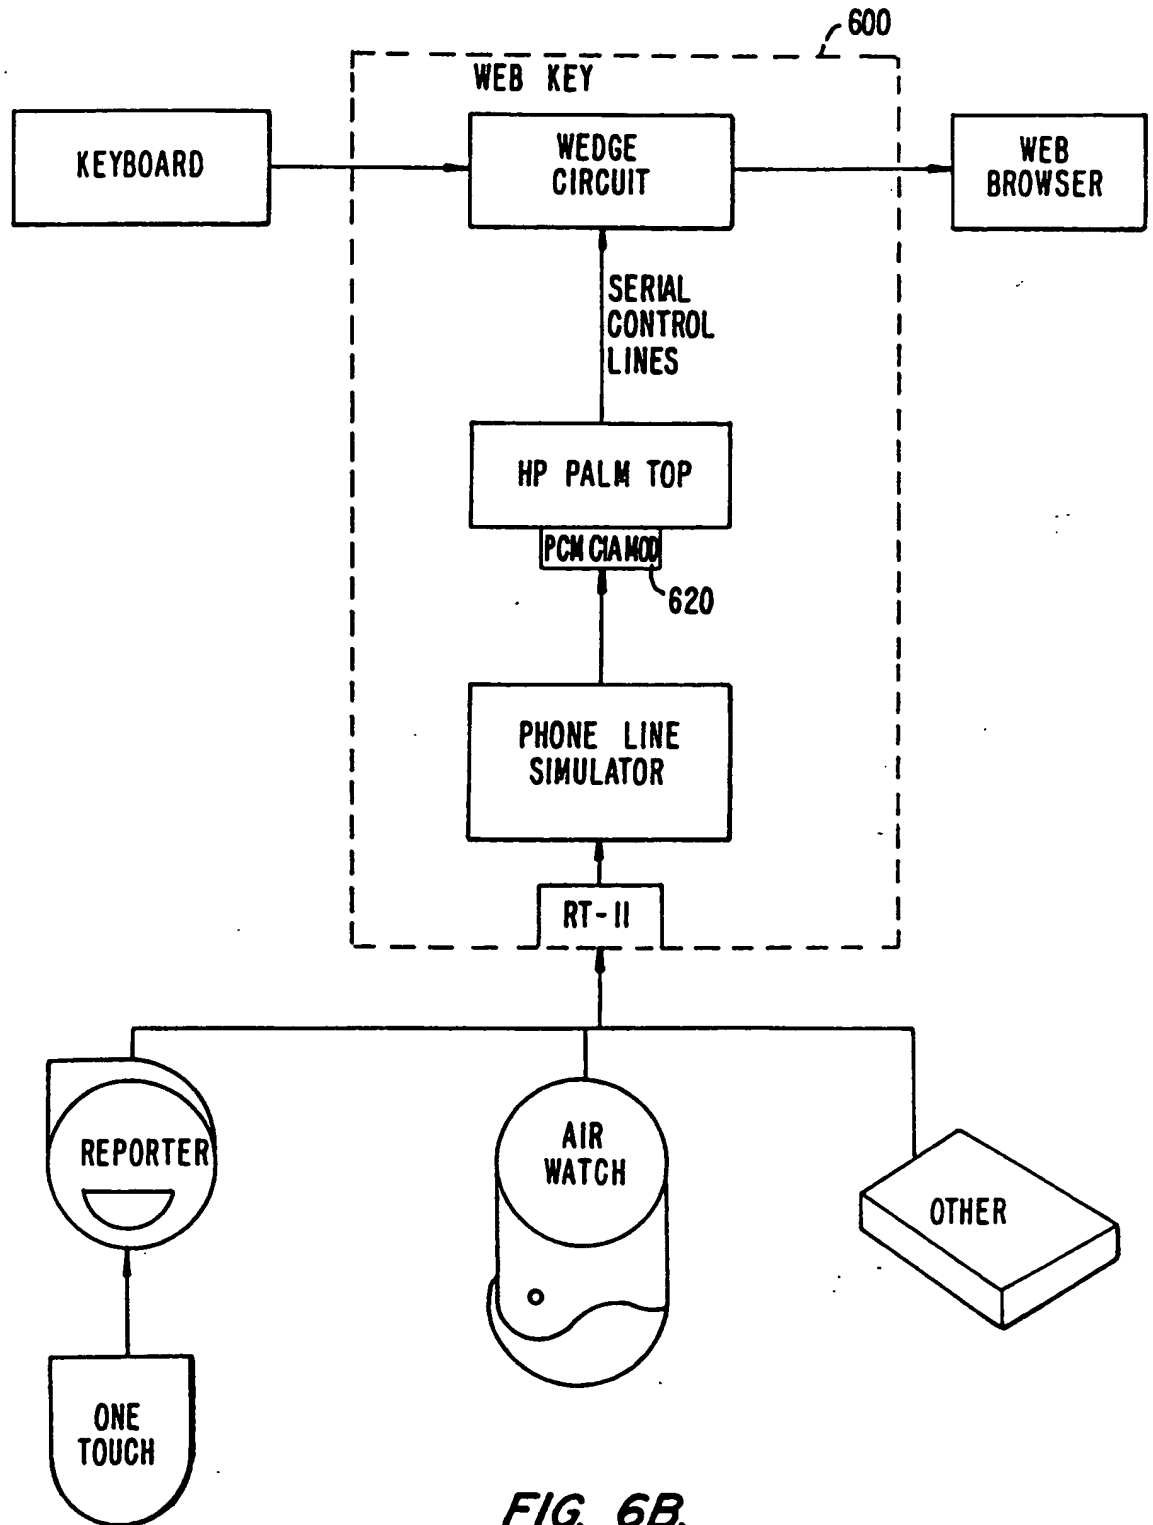 600
WEB KEY
KEYBOARD
WEDGE
CIRCUIT
WEB
BROWSER
SERIAL
CONTROL
LINES
HP PALM TOP
PCMCIA MOD
620
PHONE LINE
SIMULATOR
RT-11
REPORTER
AIR
WATCH
OTHER
ONE
TOUCH
FIG. 6B.